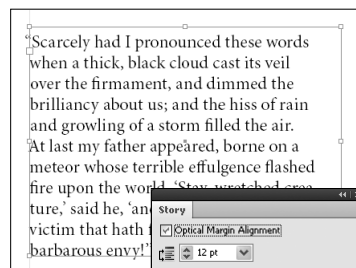 “Scarcely had I pronounced these words
when a thick, black cloud cast its veil
over the firmament, and dimmed the
brilliancy about us; and the hiss of rain
and growling of a storm filled the air.
At last my father appeared, borne on a
meteor whose terrible effulgence flashed
fire upon the world. ‘Stay, wretched crea-
ture,’ said he, ‘and
victim that hath
barbarous envy!’”
Story
Optical Margin Alignment
12 pt